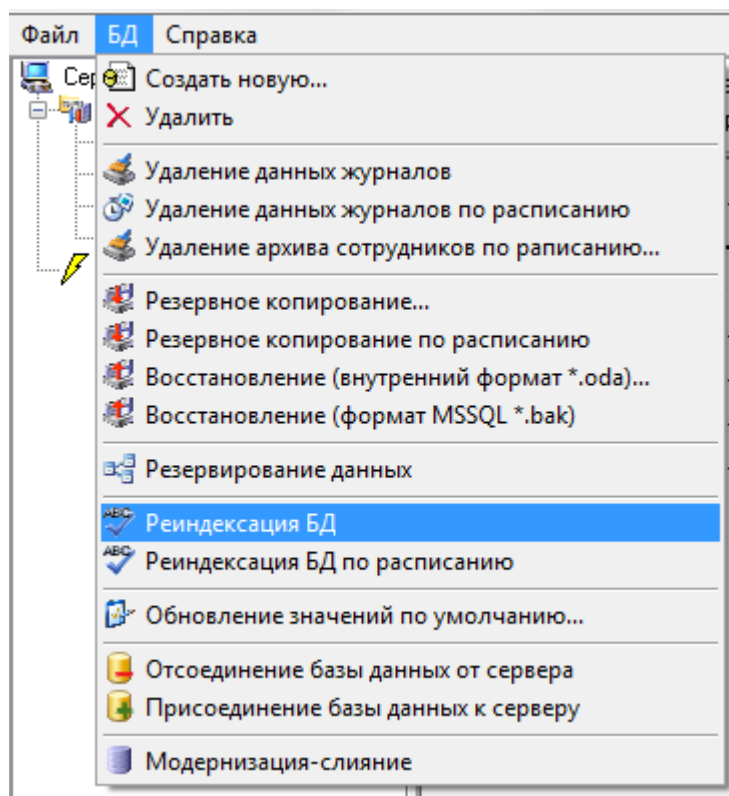 Файл БД Справка
Сер
Создать новую...
Удалить
Удаление данных журналов
Удаление данных журналов по расписанию
Удаление архива сотрудников по раписанию...
Резервное копирование...
Резервное копирование по расписанию
Восстановление (внутренний формат *.oda)...
Восстановление (формат MSSQL *.bak)
Резервирование данных
Реиндексация БД
Реиндексация БД по расписанию
Обновление значений по умолчанию...
Отсоединение базы данных от сервера
Присоединение базы данных к серверу
Модернизация-слияние